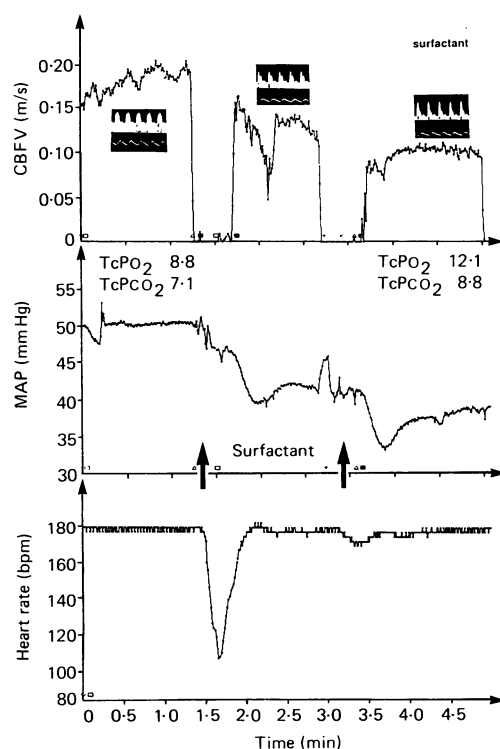 surfactant
CBFV (m/s)
0·20
0·15
0·10
0·05
0
TcPO2 8·8
TcPCO2 7·1
TcPO2 12·1
TcPCO2 8·8
MAP (mm Hg)
55
50
45
40
35
30
Surfactant
Heart rate (bpm)
180
160
140
120
100
80
0 0·5 1·0 1·5 2·0 2·5 3·0 3·5 4·0 4·5
Time (min)